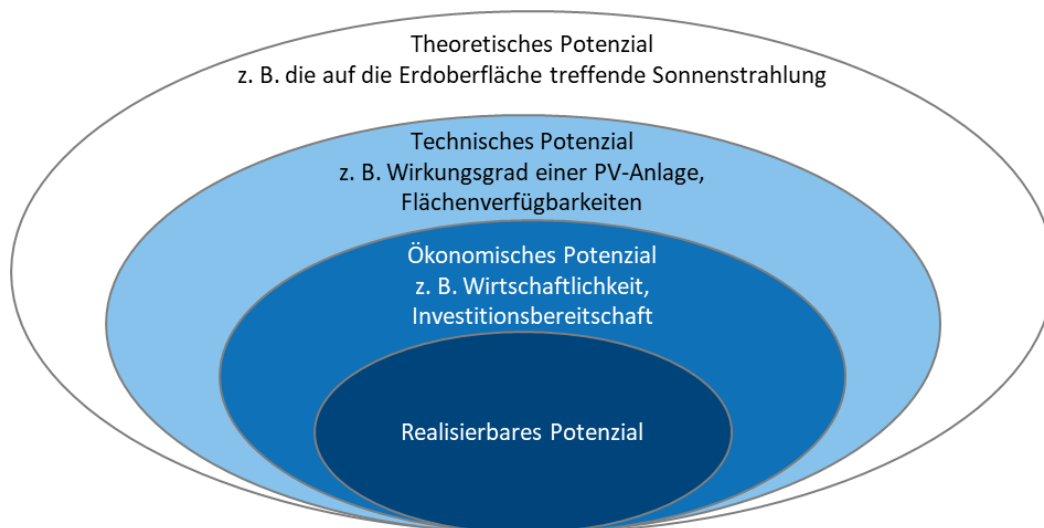 Theoretisches Potenzial
z. B. die auf die Erdoberfläche treffende Sonnenstrahlung
Technisches Potenzial
z. B. Wirkungsgrad einer PV-Anlage,
Flächenverfügbarkeiten
Ökonomisches Potenzial
z. B. Wirtschaftlichkeit,
Investitionsbereitschaft
Realisierbares Potenzial